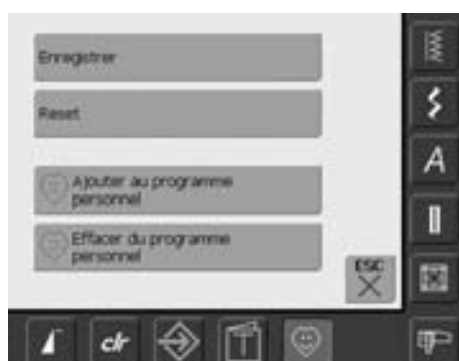 Enregistrer
Reset
Ajouter au programme
personnel
Effacer du programme
personnel
ESC
A
clr